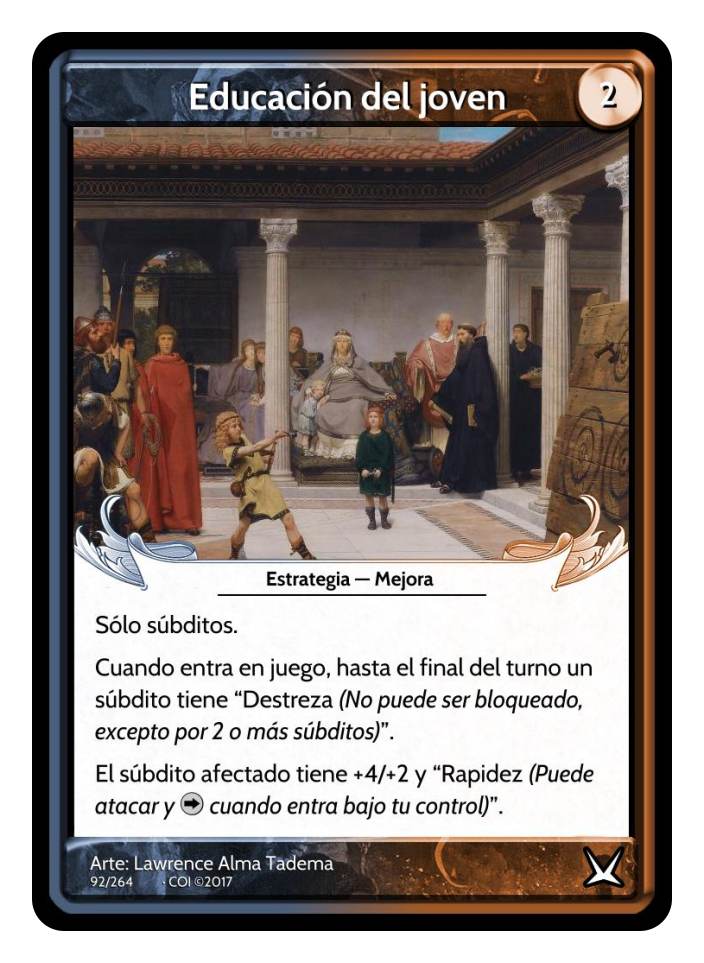 Educación del joven
2
Estrategia — Mejora
Sólo súbditos.
Cuando entra en juego, hasta el final del turno un
súbdito tiene “Destreza (No puede ser bloqueado,
excepto por 2 o más súbditos)”.
El súbdito afectado tiene +4/+2 y “Rapidez (Puede
atacar y ➡ cuando entra bajo tu control)”.
Arte: Lawrence Alma Tadema
92/264 · COI ©2017